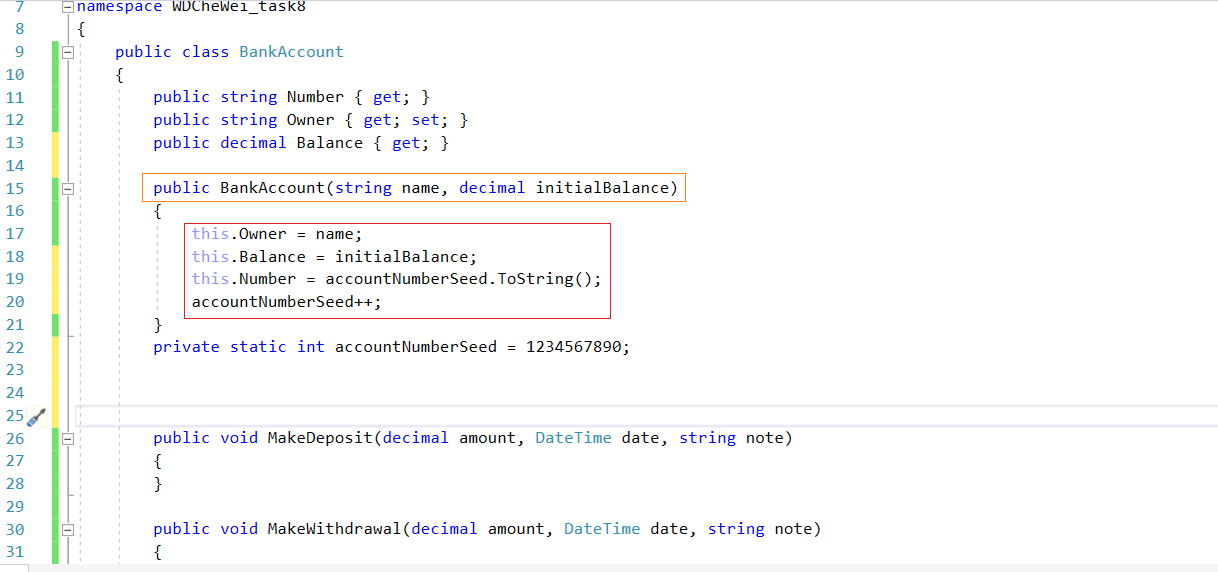 7 namespace WDCheWei_task8
8 {
9 public class BankAccount
10 {
11 public string Number { get; }
12 public string Owner { get; set; }
13 public decimal Balance { get; }
14
15 public BankAccount(string name, decimal initialBalance)
16 {
17 this.Owner = name;
18 this.Balance = initialBalance;
19 this.Number = accountNumberSeed.ToString();
20 accountNumberSeed++;
21 }
22 private static int accountNumberSeed = 1234567890;
23
24
25
26 public void MakeDeposit(decimal amount, DateTime date, string note)
27 {
28 }
29
30 public void MakeWithdrawal(decimal amount, DateTime date, string note)
31 {